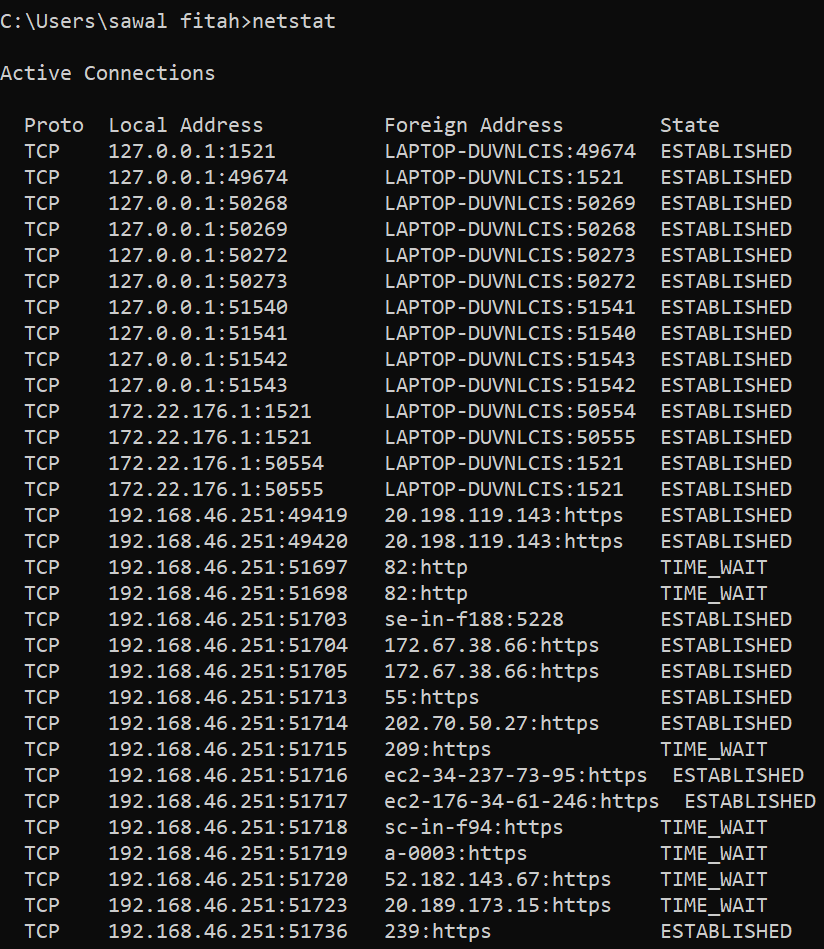 C:\Users\sawal fitah>netstat
Active Connections
Proto  Local Address          Foreign Address        State
TCP    127.0.0.1:1521         LAPTOP-DUVNLCIS:49674  ESTABLISHED
TCP    127.0.0.1:49674        LAPTOP-DUVNLCIS:1521   ESTABLISHED
TCP    127.0.0.1:50268        LAPTOP-DUVNLCIS:50269  ESTABLISHED
TCP    127.0.0.1:50269        LAPTOP-DUVNLCIS:50268  ESTABLISHED
TCP    127.0.0.1:50272        LAPTOP-DUVNLCIS:50273  ESTABLISHED
TCP    127.0.0.1:50273        LAPTOP-DUVNLCIS:50272  ESTABLISHED
TCP    127.0.0.1:51540        LAPTOP-DUVNLCIS:51541  ESTABLISHED
TCP    127.0.0.1:51541        LAPTOP-DUVNLCIS:51540  ESTABLISHED
TCP    127.0.0.1:51542        LAPTOP-DUVNLCIS:51543  ESTABLISHED
TCP    127.0.0.1:51543        LAPTOP-DUVNLCIS:51542  ESTABLISHED
TCP    172.22.176.1:1521      LAPTOP-DUVNLCIS:50554  ESTABLISHED
TCP    172.22.176.1:1521      LAPTOP-DUVNLCIS:50555  ESTABLISHED
TCP    172.22.176.1:50554     LAPTOP-DUVNLCIS:1521   ESTABLISHED
TCP    172.22.176.1:50555     LAPTOP-DUVNLCIS:1521   ESTABLISHED
TCP    192.168.46.251:49419   20.198.119.143:https   ESTABLISHED
TCP    192.168.46.251:49420   20.198.119.143:https   ESTABLISHED
TCP    192.168.46.251:51697   82:http                TIME_WAIT
TCP    192.168.46.251:51698   82:http                TIME_WAIT
TCP    192.168.46.251:51703   se-in-f188:5228        ESTABLISHED
TCP    192.168.46.251:51704   172.67.38.66:https     ESTABLISHED
TCP    192.168.46.251:51705   172.67.38.66:https     ESTABLISHED
TCP    192.168.46.251:51713   55:https               ESTABLISHED
TCP    192.168.46.251:51714   202.70.50.27:https     ESTABLISHED
TCP    192.168.46.251:51715   209:https              TIME_WAIT
TCP    192.168.46.251:51716   ec2-34-237-73-95:https  ESTABLISHED
TCP    192.168.46.251:51717   ec2-176-34-61-246:https  ESTABLISHED
TCP    192.168.46.251:51718   sc-in-f94:https        TIME_WAIT
TCP    192.168.46.251:51719   a-0003:https           TIME_WAIT
TCP    192.168.46.251:51720   52.182.143.67:https    TIME_WAIT
TCP    192.168.46.251:51723   20.189.173.15:https    TIME_WAIT
TCP    192.168.46.251:51736   239:https              ESTABLISHED